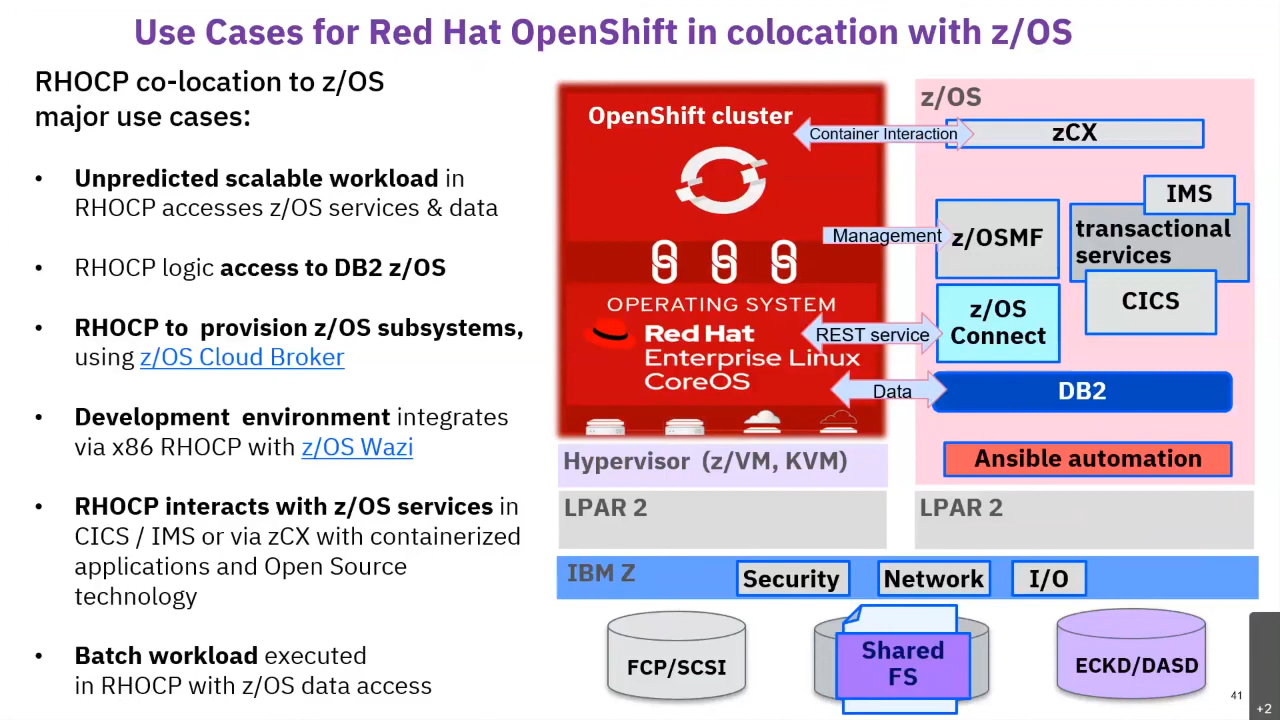 Use Cases for Red Hat OpenShift in colocation with z/OS
RHOCP co-location to z/OS
major use cases:
• Unpredicted scalable workload in
RHOCP accesses z/OS services & data
• RHOCP logic access to DB2 z/OS
• RHOCP to provision z/OS subsystems,
using z/OS Cloud Broker
• Development environment integrates
via x86 RHOCP with z/OS Wazi
• RHOCP interacts with z/OS services in
CICS / IMS or via zCX with containerized
applications and Open Source
technology
• Batch workload executed
in RHOCP with z/OS data access
OpenShift cluster
OPERATING SYSTEM
Red Hat
Enterprise Linux
CoreOS
Container Interaction
Management
REST service
Data
z/OS
zCX
IMS
z/OSMF
transactional
services
CICS
z/OS
Connect
DB2
Ansible automation
Hypervisor (z/VM, KVM)
LPAR 2
LPAR 2
IBM Z
Security
Network
I/O
FCP/SCSI
Shared
FS
ECKD/DASD
41
+2